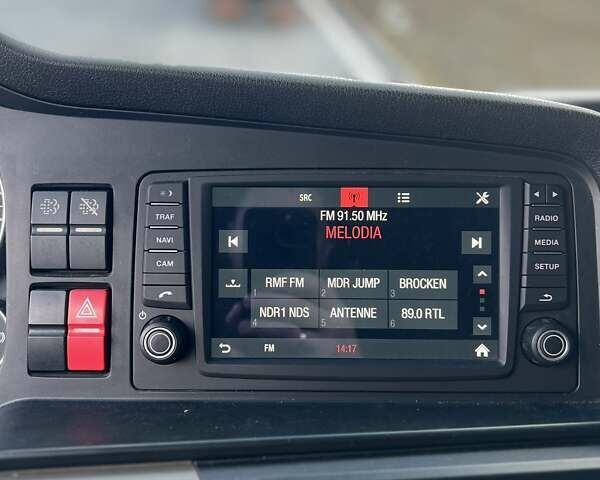 SRC
FM 91.50 MHz
MELODIA
1 RMF FM
2 MDR JUMP
3 BROCKEN
4 NDR1 NDS
5 ANTENNE
6 89.0 RTL
FM
14:17
TRAF
NAVI
CAM
RADIO
MEDIA
SETUP